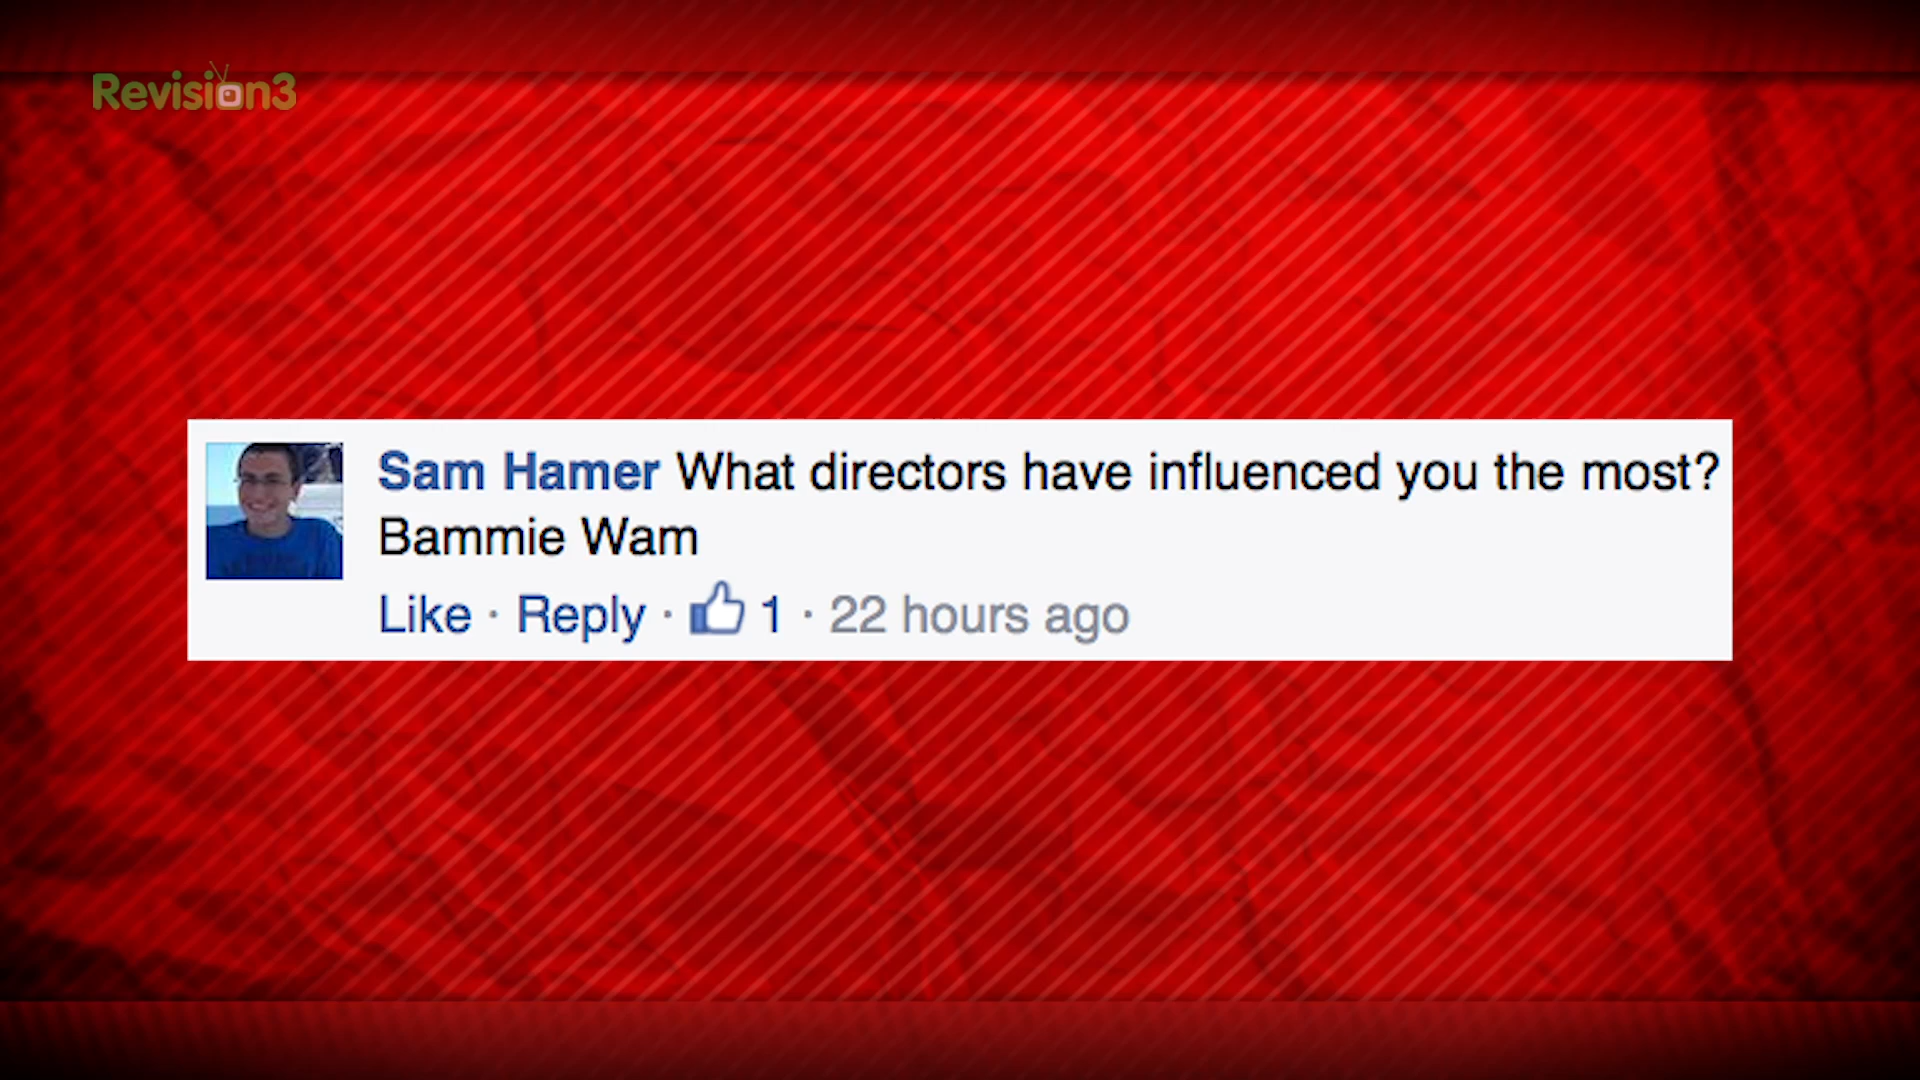 Revision3
Sam Hamer What directors have influenced you the most?
Bammie Wam
Like · Reply · 1 · 22 hours ago